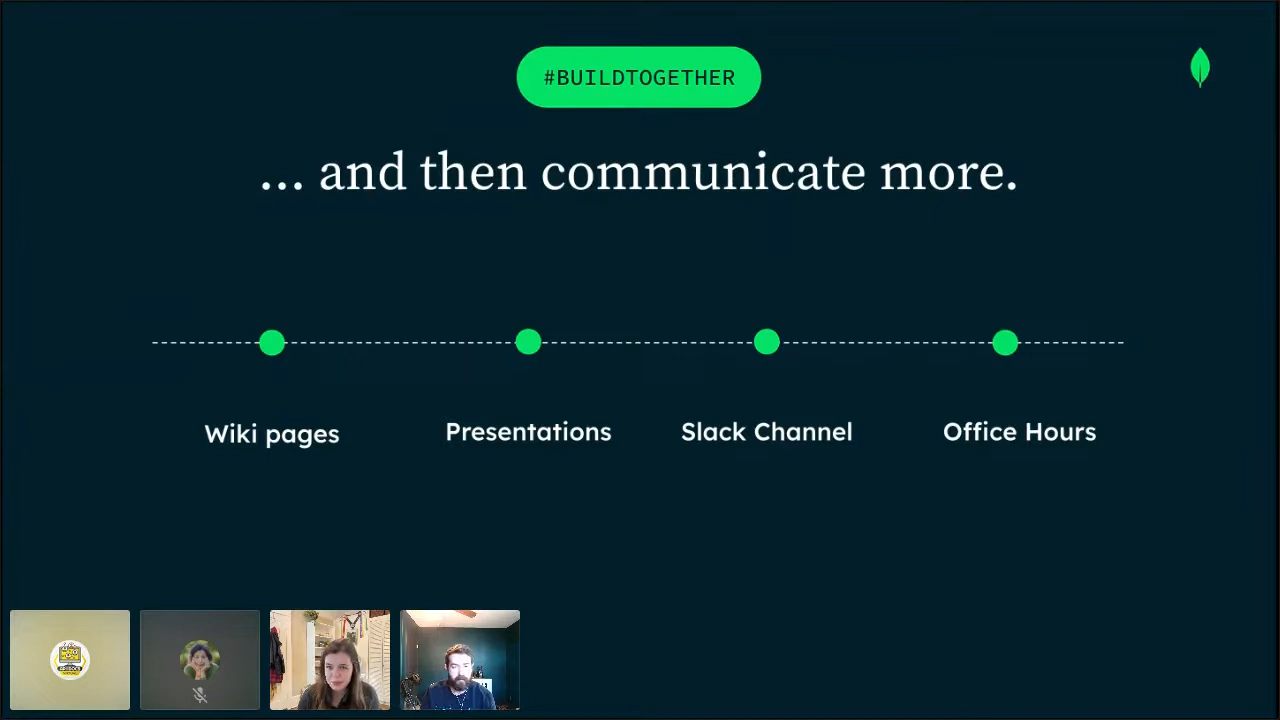 #BUILDTOGETHER
... and then communicate more.
Wiki pages
Presentations
Slack Channel
Office Hours